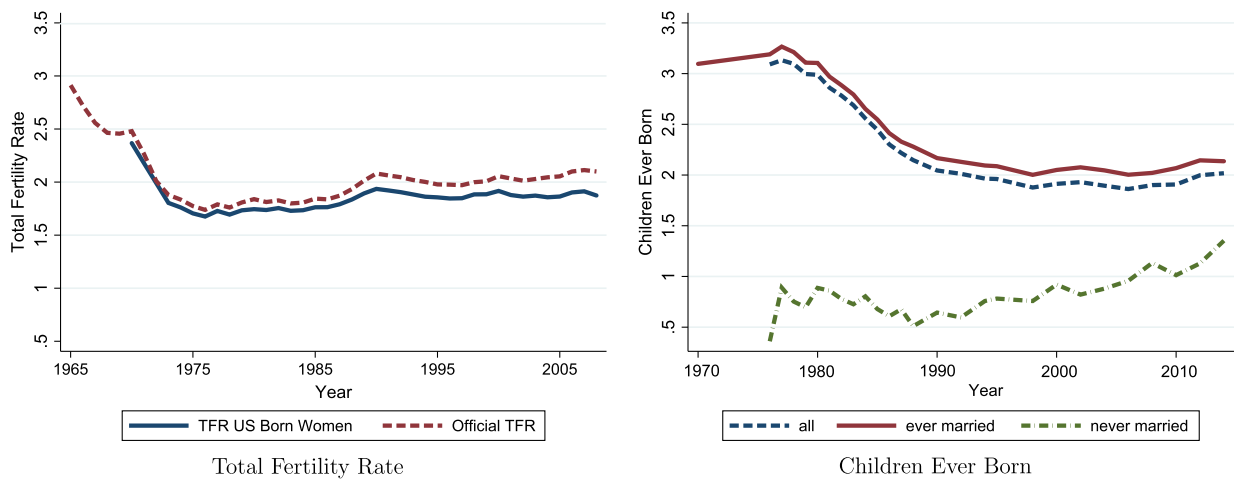 3.5
3
2.5
2
1.5
1
.5
Total Fertility Rate
1965
1975
1985
1995
2005
Year
TFR US Born Women
Official TFR
Total Fertility Rate
3.5
3
2.5
2
1.5
1
.5
Children Ever Born
1970
1980
1990
2000
2010
Year
all
ever married
never married
Children Ever Born